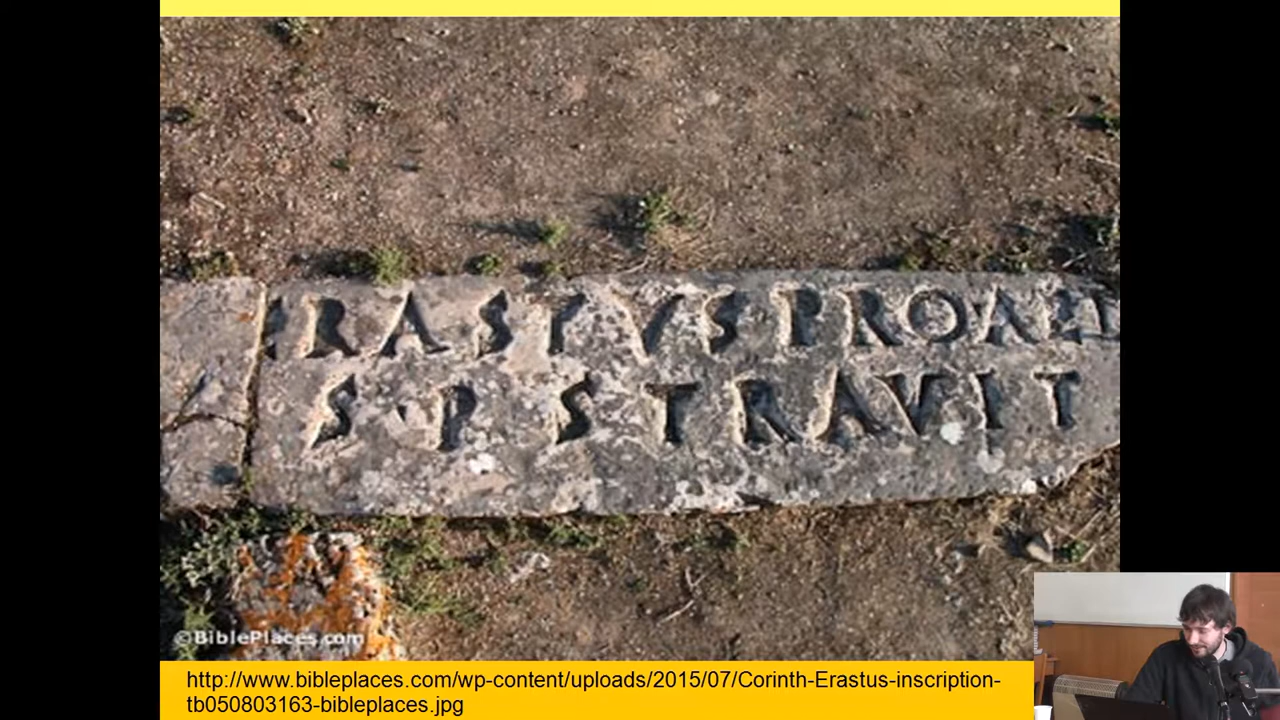 RASTVS PRO AED
S P STRAVIT
©BiblePlaces.com
http://www.bibleplaces.com/wp-content/uploads/2015/07/Corinth-Erastus-inscription-
tb050803163-bibleplaces.jpg